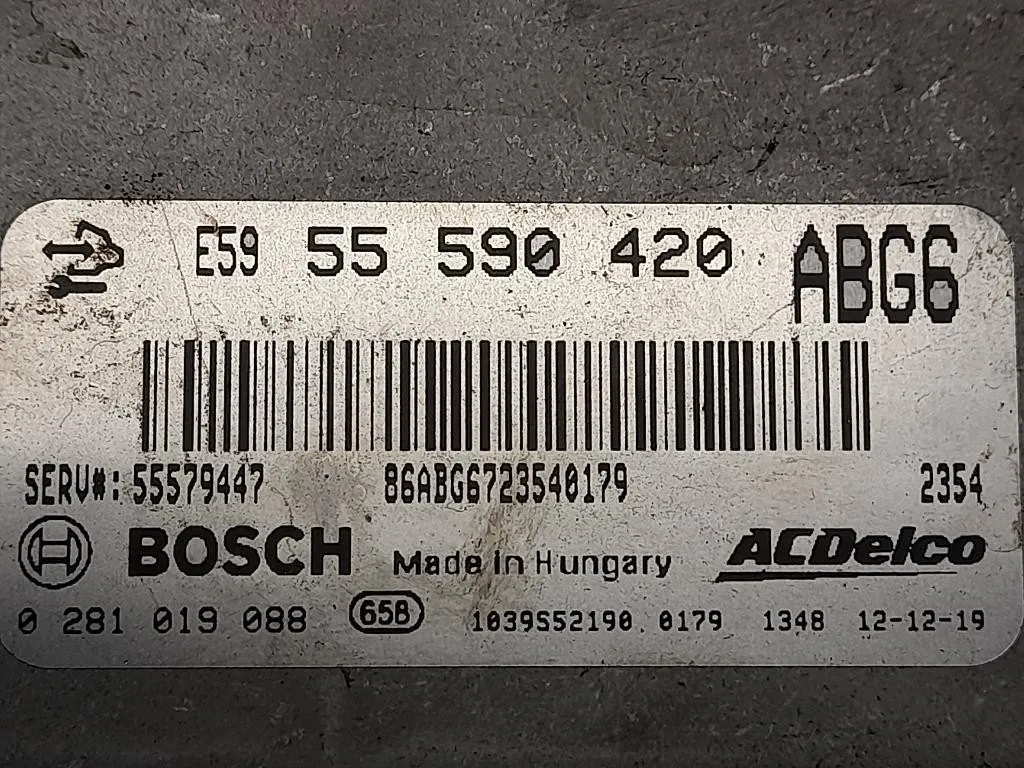 E59 55 590 420 ABG6
SERV#: 55579447 86ABG6723540179 2354
BOSCH Made in Hungary ACDelco
0 281 019 088 65B 1039S52190 0179 1348 12-12-19